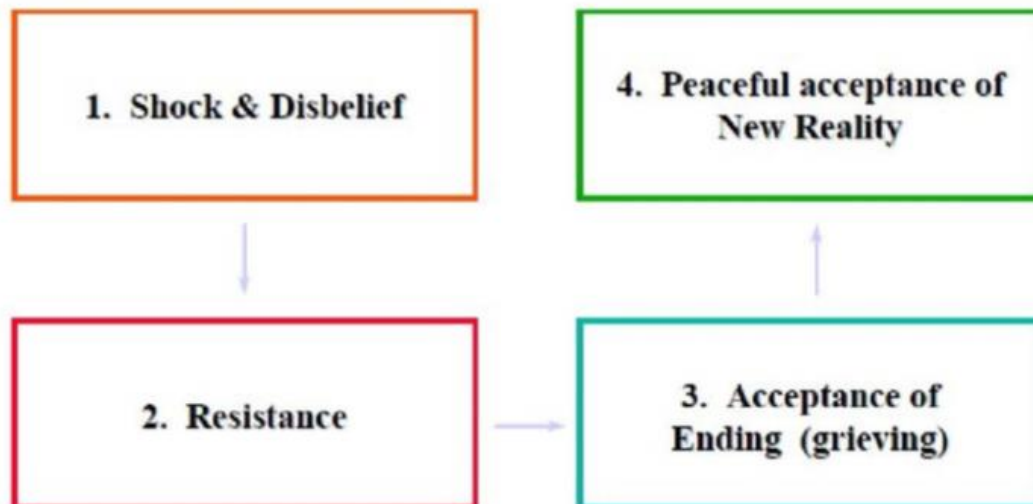 1. Shock & Disbelief
2. Resistance
3. Acceptance of
Ending (grieving)
4. Peaceful acceptance of
New Reality